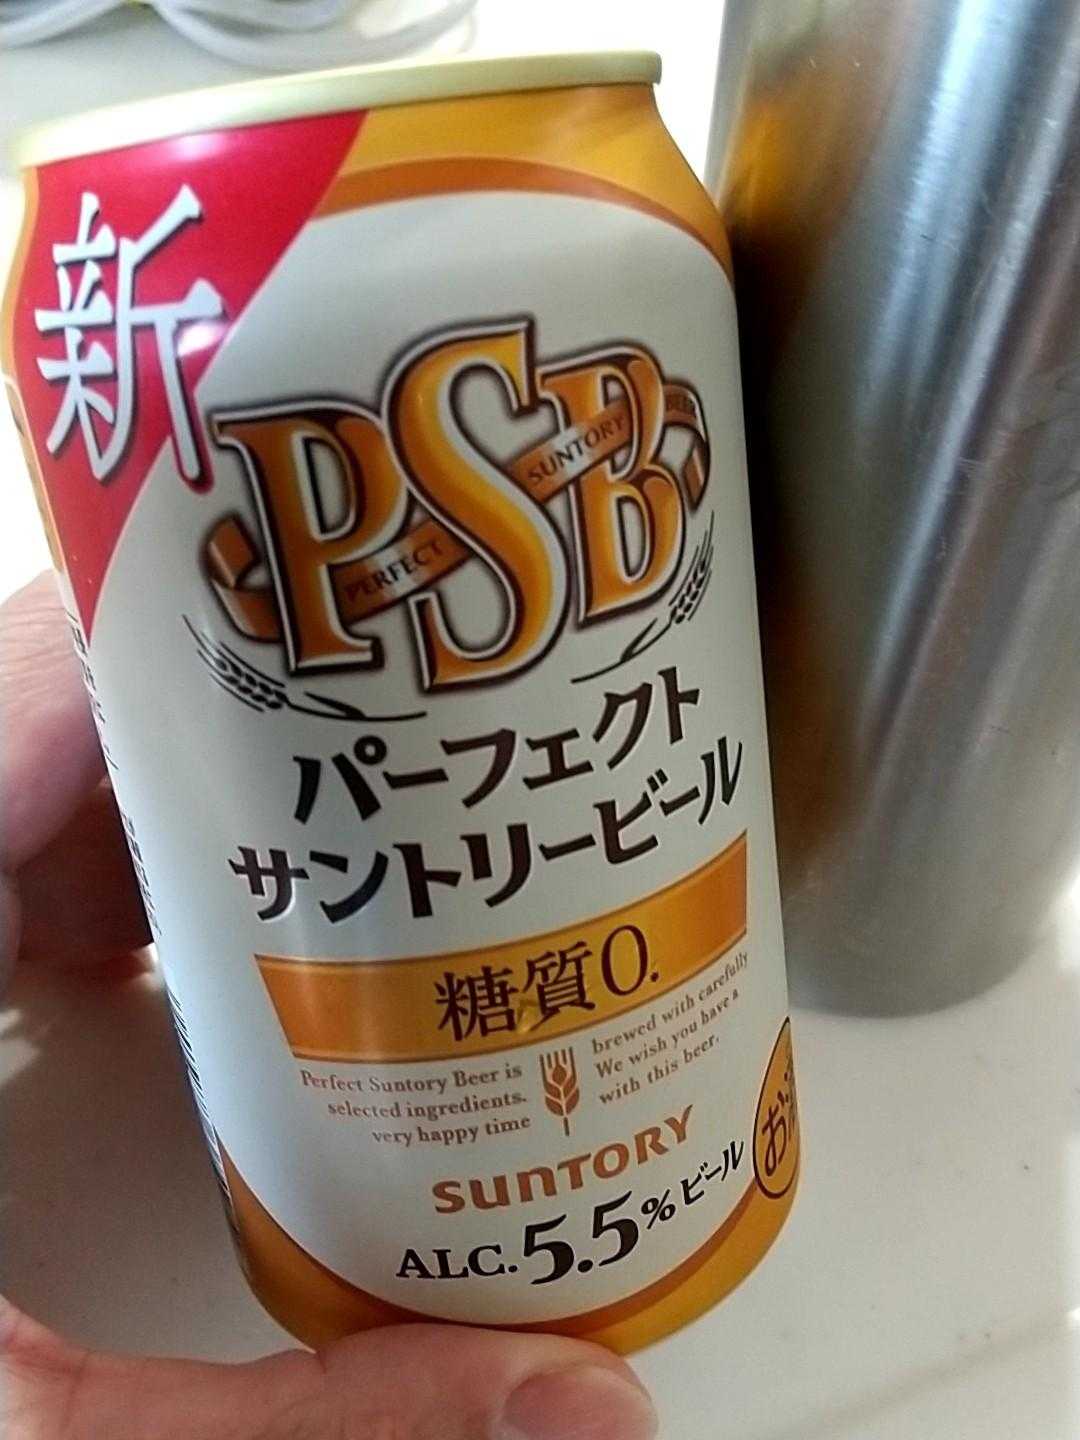 新
PSB
PERFECT SUNTORY BEER
パーフェクト
サントリービール
糖質0.
Perfect Suntory Beer is brewed with carefully
selected ingredients. We wish you have a
very happy time with this beer.
SUNTORY
ALC.5.5%ビール
お